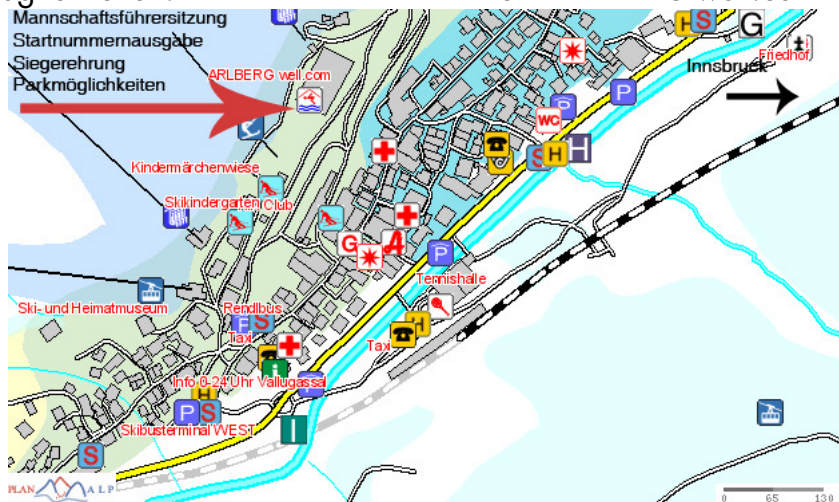 Mannschaftsführersitzung
Startnummernausgabe
Siegerehrung
Parkmöglichkeiten
ARLBERG well.com
Innsbruck
Friedhof
H S
G
P
P
WC
S H H
Kindermärchenwiese
Skikindergarten Club
G
P
Tennishalle
Ski- und Heimatmuseum
Rendlbus
P S
Taxi
H
Taxi
i
Info 0-24 Uhr Vallugassal
P
H
P S
Skibusterminal WEST
I
S
PLAN ALP
0 65 130